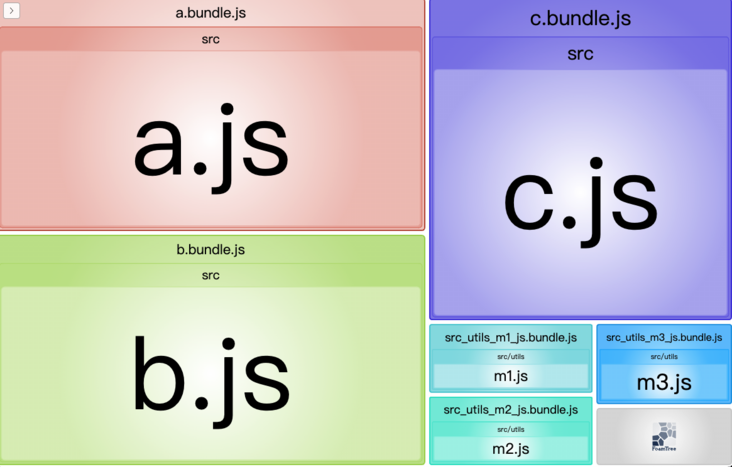 a.bundle.js
src
a.js
b.bundle.js
src
b.js
c.bundle.js
src
c.js
src_utils_m1_js.bundle.js
src/utils
m1.js
src_utils_m2_js.bundle.js
src/utils
m2.js
src_utils_m3_js.bundle.js
src/utils
m3.js
FoamTree